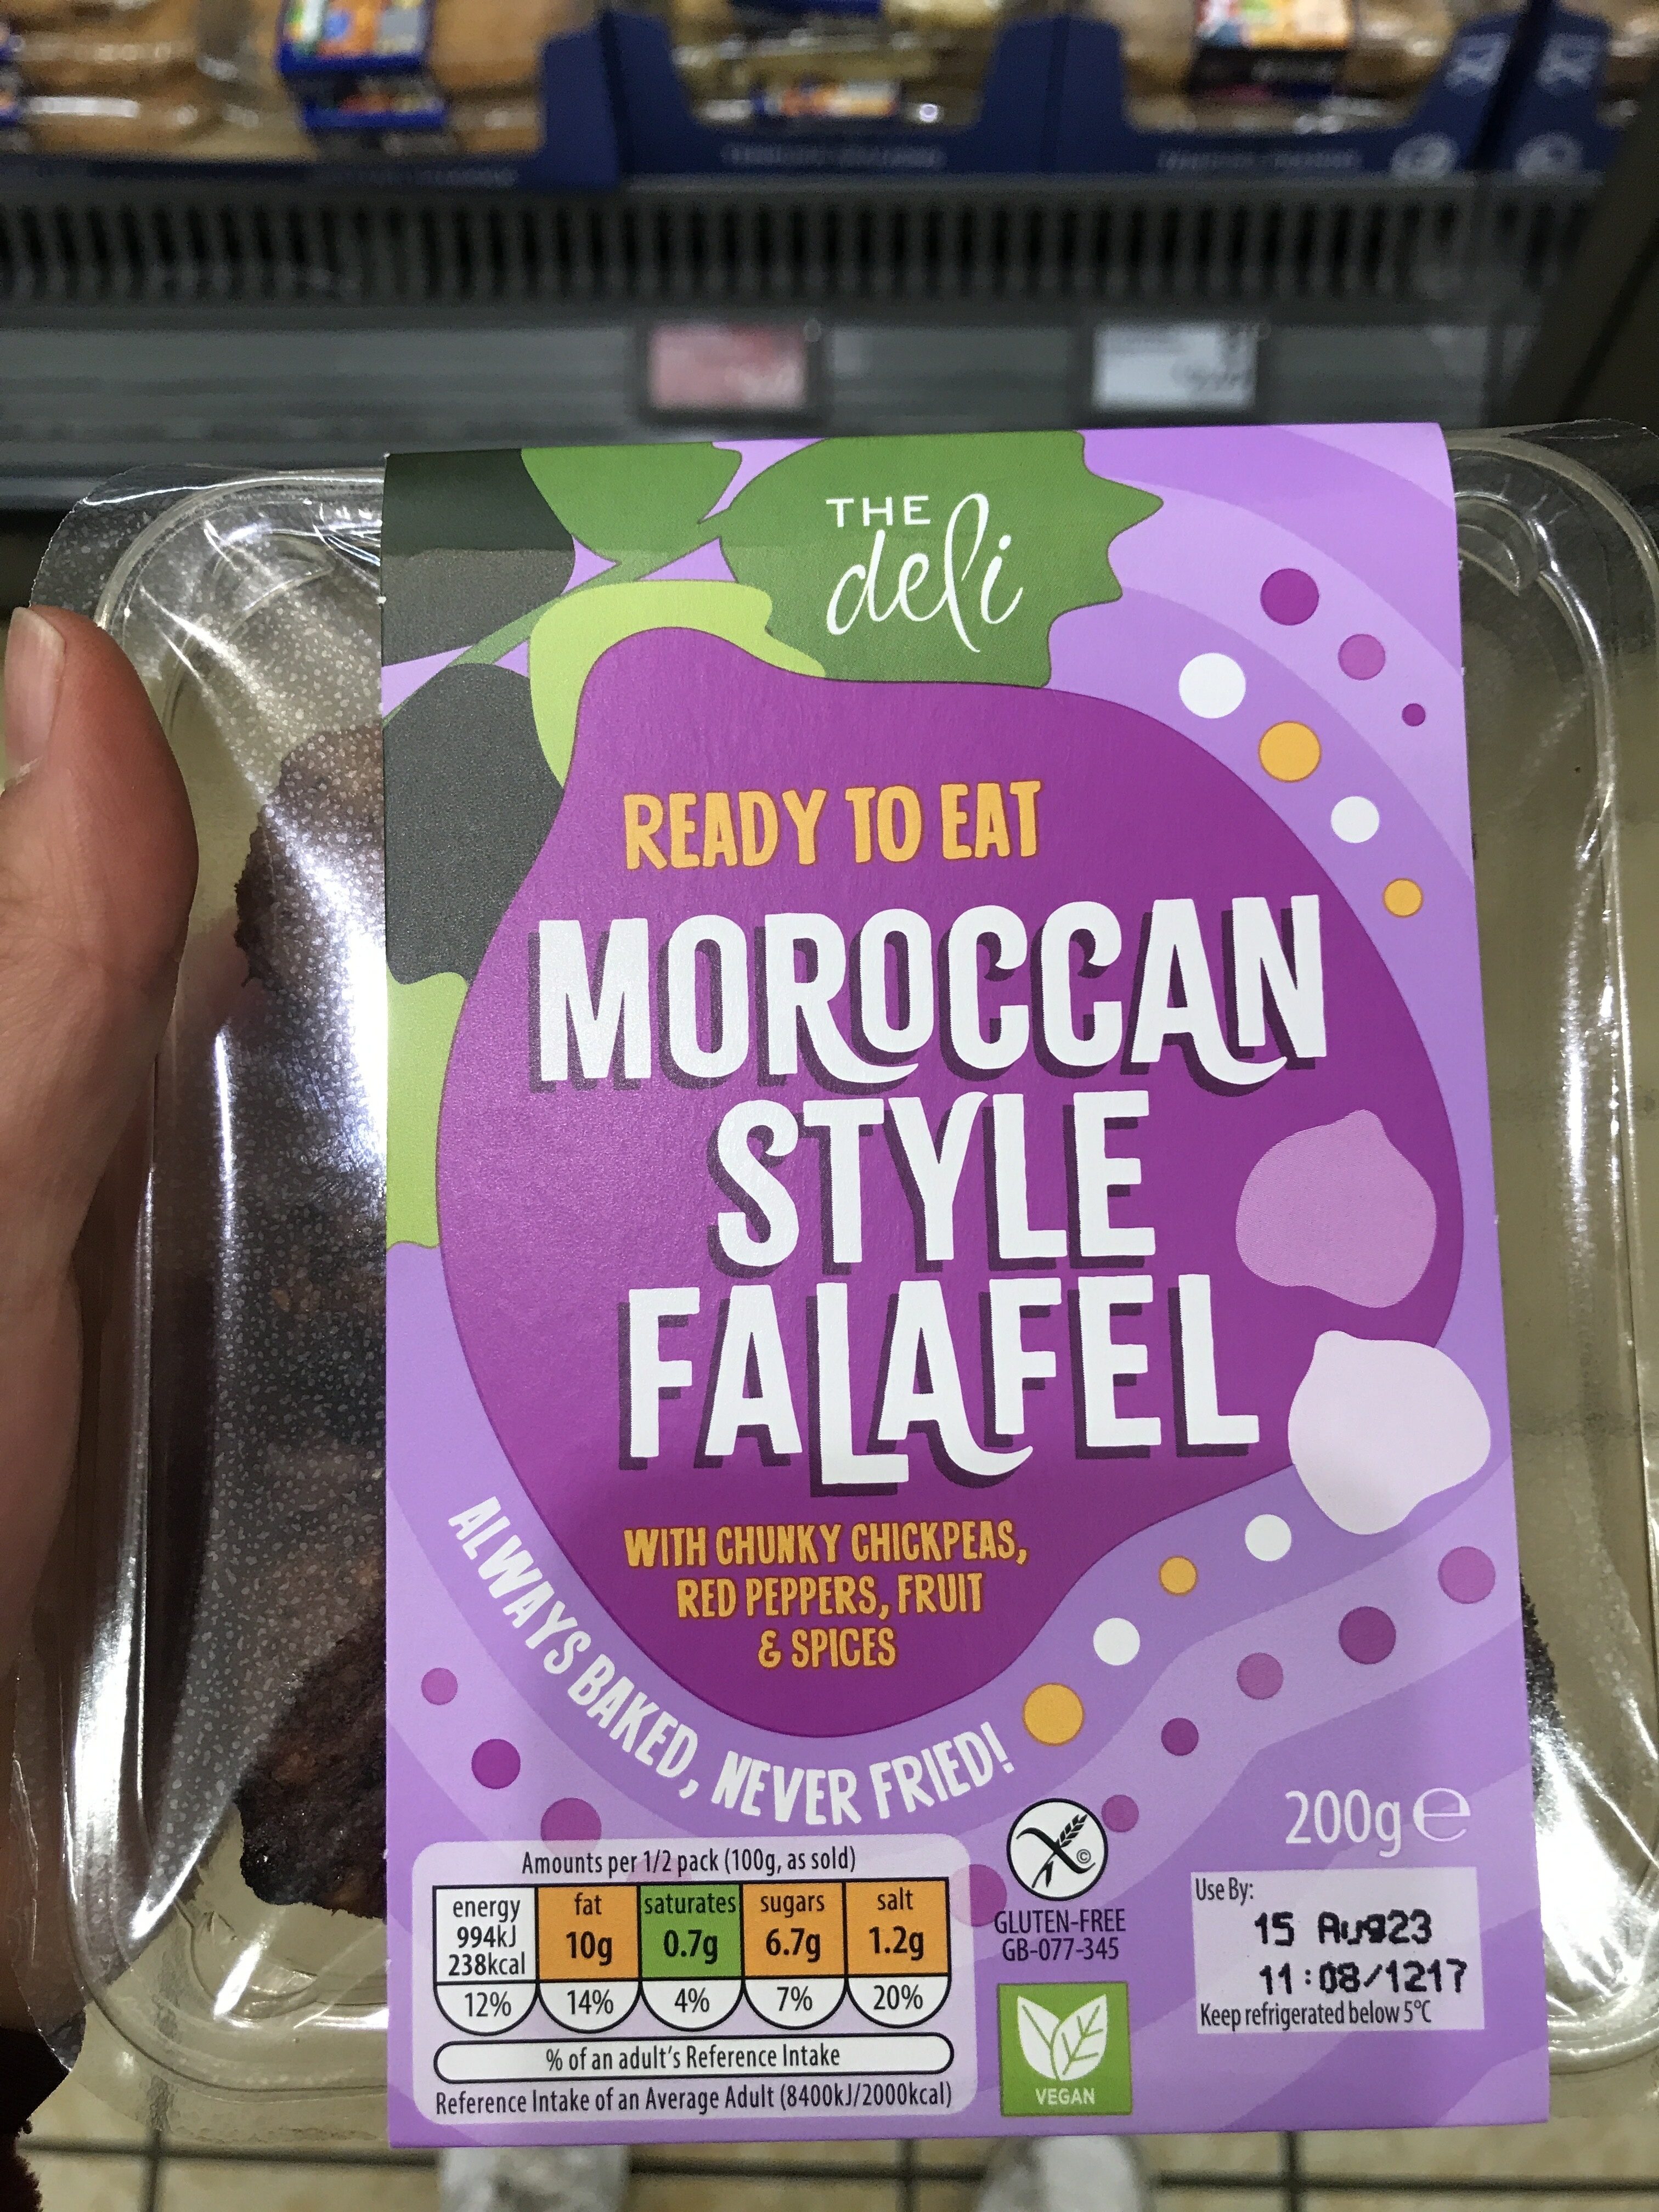 THE
deli
READY TO EAT
MOROCCAN
STYLE
FALAFEL
WITH CHUNKY CHICKPEAS,
RED PEPPERS, FRUIT
& SPICES
ALWAYS BAKED, NEVER FRIED!
200g e
Amounts per 1/2 pack (100g, as sold)
energy
994kJ
238kcal
12%
fat
10g
14%
saturates
0.7g
4%
sugars
6.7g
7%
salt
1.2g
20%
% of an adult's Reference Intake
Reference Intake of an Average Adult (8400kJ/2000kcal)
©
GLUTEN-FREE
GB-077-345
VEGAN
Use By:
15 Aug23
11:08/1217
Keep refrigerated below 5°C